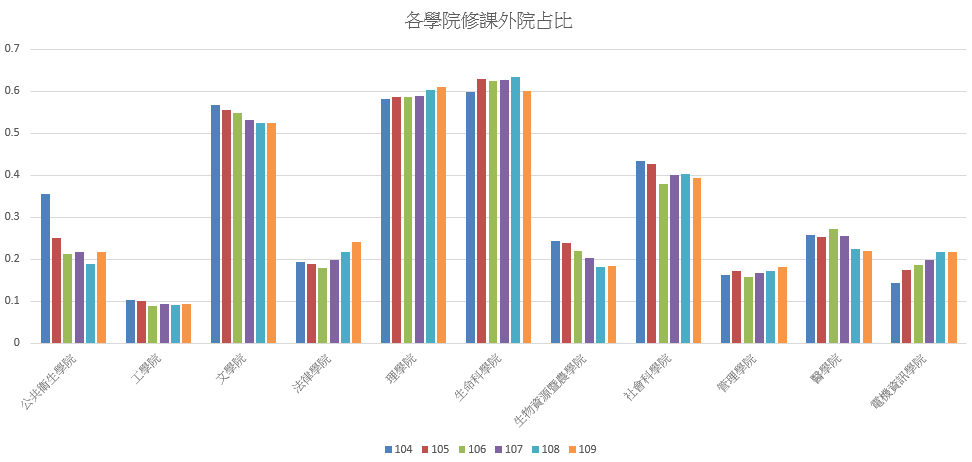 各學院修課外院占比
0.7
0.6
0.5
0.4
0.3
0.2
0.1
0
公共衛生學院
工學院
文學院
法律學院
理學院
生命科學院
生物資源暨農學院
社會科學院
管理學院
醫學院
電機資訊學院
104 105 106 107 108 109